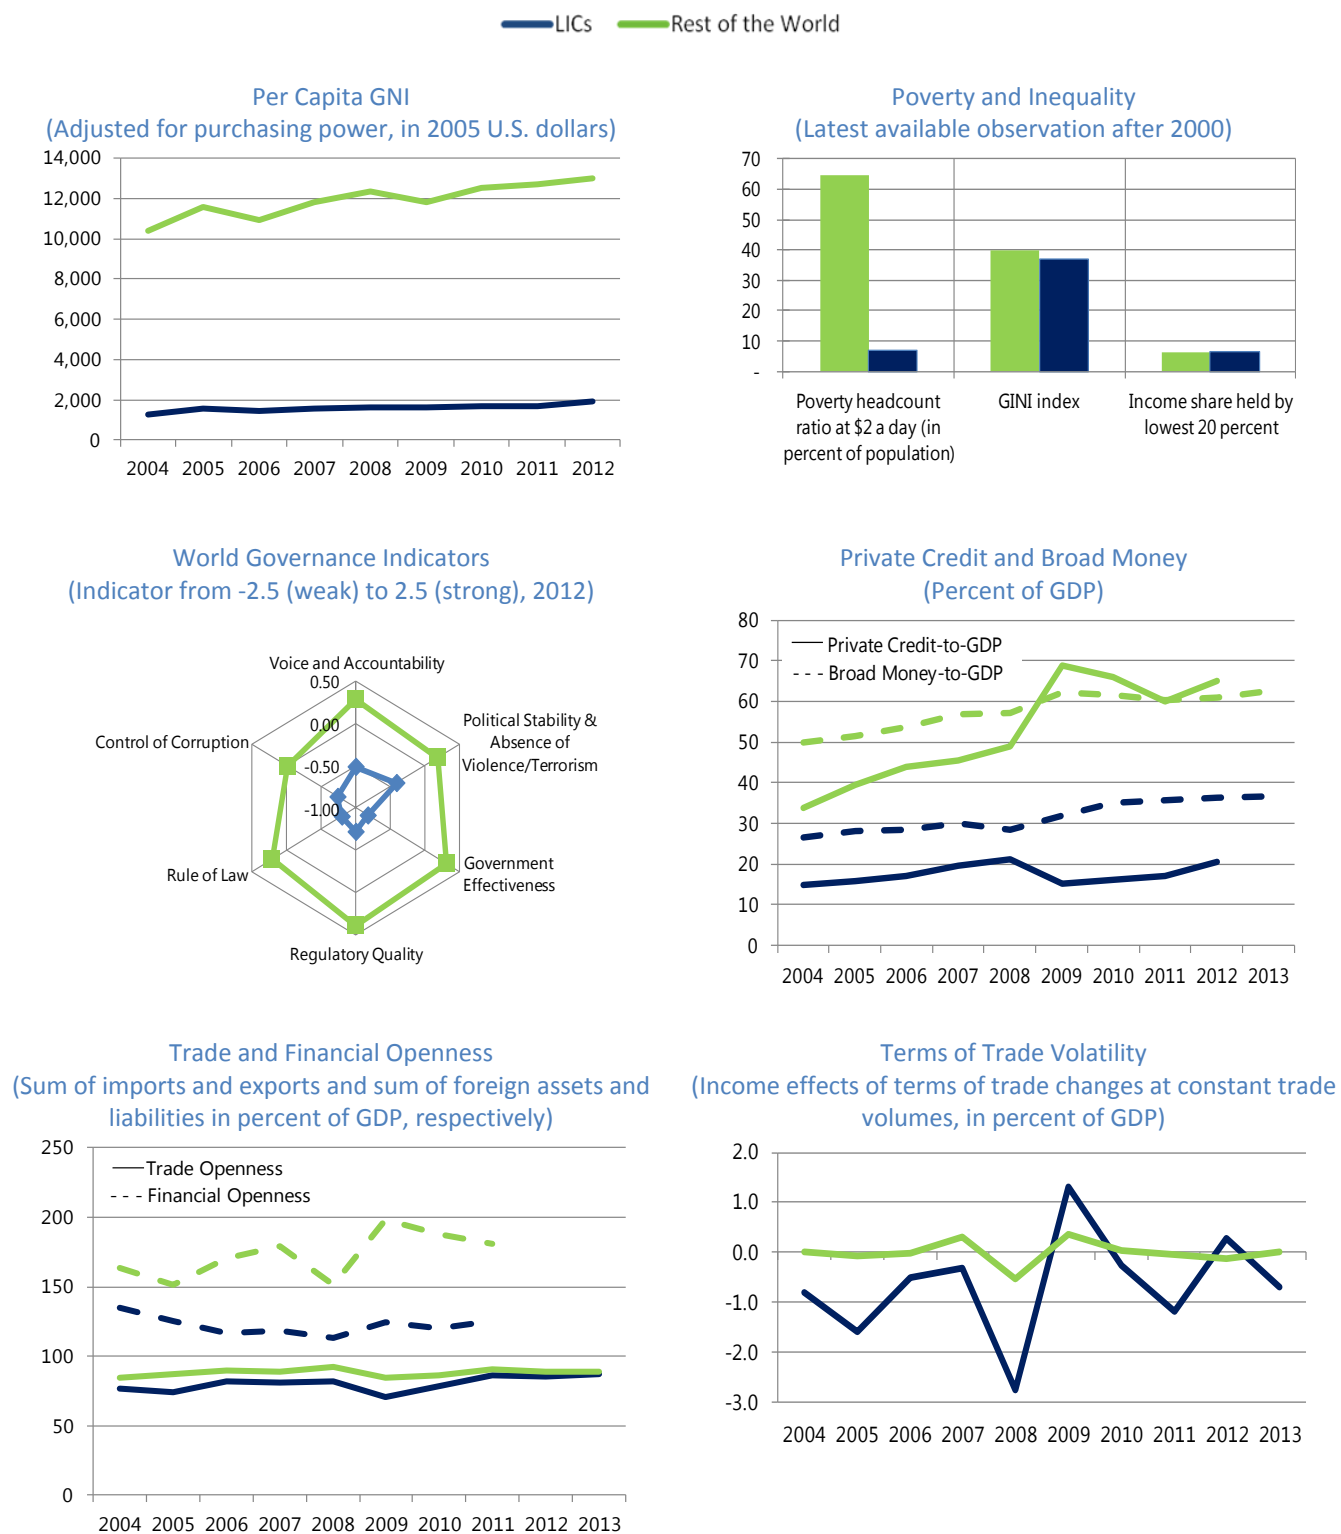 LICs Rest of the World
Per Capita GNI
(Adjusted for purchasing power, in 2005 U.S. dollars)
14,000
12,000
10,000
8,000
6,000
4,000
2,000
0
2004 2005 2006 2007 2008 2009 2010 2011 2012
Poverty and Inequality
(Latest available observation after 2000)
70
60
50
40
30
20
10
-
Poverty headcount
ratio at $2 a day (in
percent of population)
GINI index
Income share held by
lowest 20 percent
World Governance Indicators
(Indicator from -2.5 (weak) to 2.5 (strong), 2012)
Voice and Accountability
0.50
0.00
-0.50
-1.00
Political Stability &
Absence of
Violence/Terrorism
Government
Effectiveness
Regulatory Quality
Rule of Law
Control of Corruption
Private Credit and Broad Money
(Percent of GDP)
80
70
60
50
40
30
20
10
0
Private Credit-to-GDP
Broad Money-to-GDP
2004 2005 2006 2007 2008 2009 2010 2011 2012 2013
Trade and Financial Openness
(Sum of imports and exports and sum of foreign assets and
liabilities in percent of GDP, respectively)
250
200
150
100
50
0
Trade Openness
Financial Openness
2004 2005 2006 2007 2008 2009 2010 2011 2012 2013
Terms of Trade Volatility
(Income effects of terms of trade changes at constant trade
volumes, in percent of GDP)
2.0
1.0
0.0
-1.0
-2.0
-3.0
2004 2005 2006 2007 2008 2009 2010 2011 2012 2013